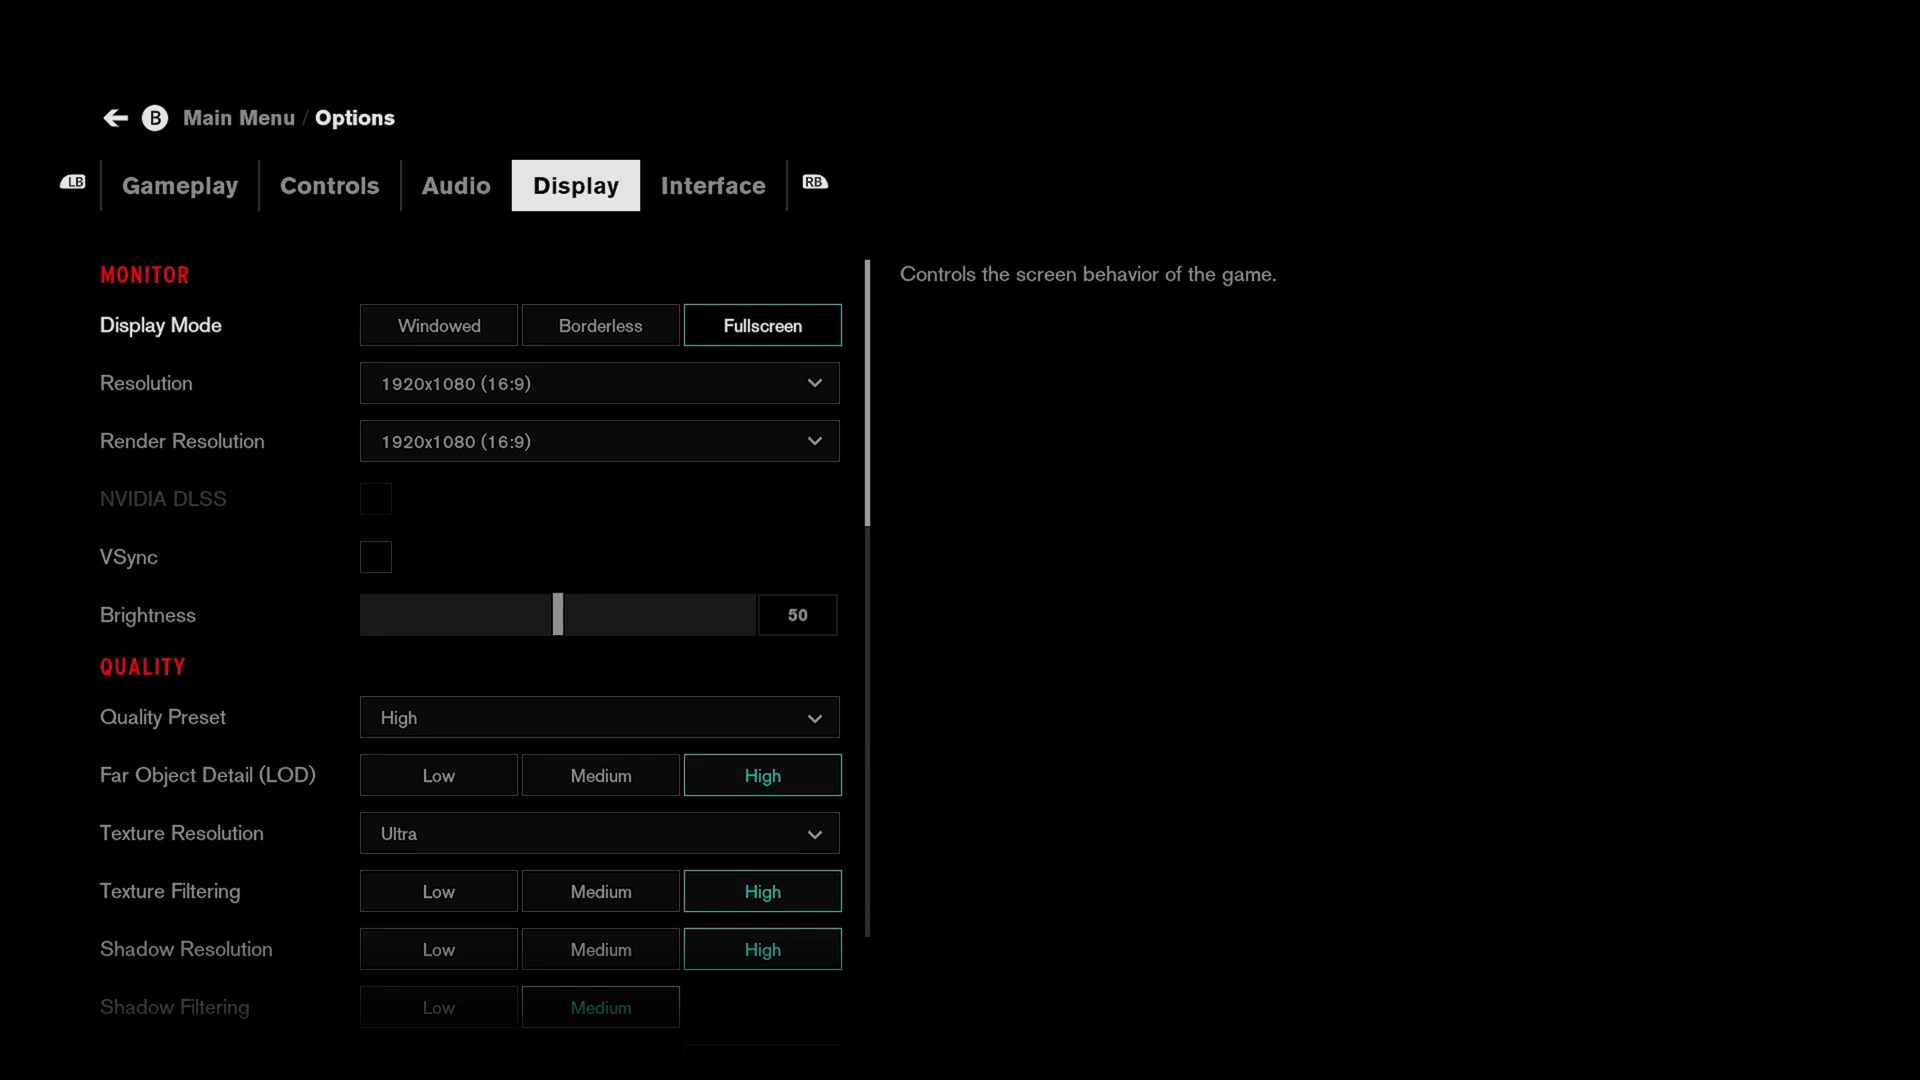 B Main Menu / Options
LB Gameplay Controls Audio Display Interface RB
MONITOR
Controls the screen behavior of the game.
Display Mode Windowed Borderless Fullscreen
Resolution 1920x1080 (16:9)
Render Resolution 1920x1080 (16:9)
NVIDIA DLSS
VSync
Brightness 50
QUALITY
Quality Preset High
Far Object Detail (LOD) Low Medium High
Texture Resolution Ultra
Texture Filtering Low Medium High
Shadow Resolution Low Medium High
Shadow Filtering Low Medium